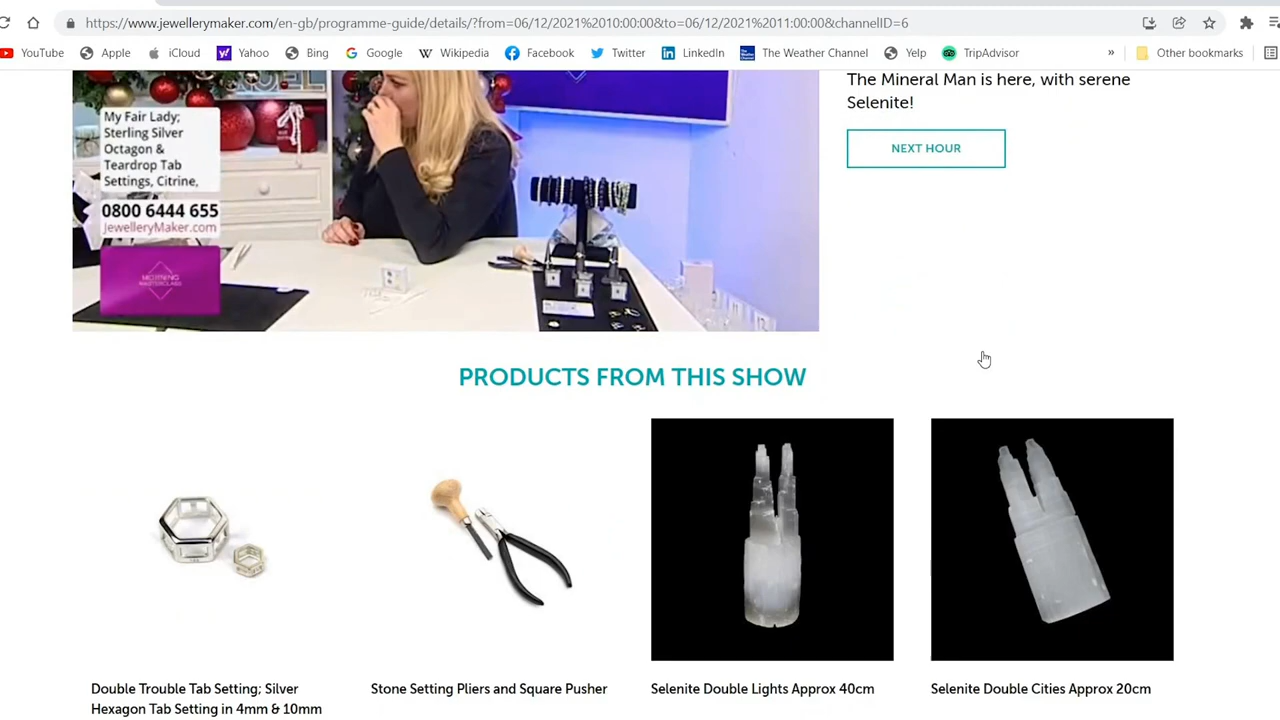 https://www.jewellerymaker.com/en-gb/programme-guide/details/?from=06/12/2021%2010:00:00&to=06/12/2021%2011:00:00&channelID=6
YouTube Apple iCloud Yahoo Bing Google Wikipedia Facebook Twitter LinkedIn The Weather Channel Yelp TripAdvisor » Other bookmarks
NOEL
The Mineral Man is here, with serene
Selenite!
NEXT HOUR
My Fair Lady;
Sterling Silver
Octagon &
Teardrop Tab
Settings, Citrine,
0800 6444 655
JewelleryMaker.com
MORNING
MASTERCLASS
PRODUCTS FROM THIS SHOW
Double Trouble Tab Setting; Silver
Hexagon Tab Setting in 4mm & 10mm
Stone Setting Pliers and Square Pusher
Selenite Double Lights Approx 40cm
Selenite Double Cities Approx 20cm